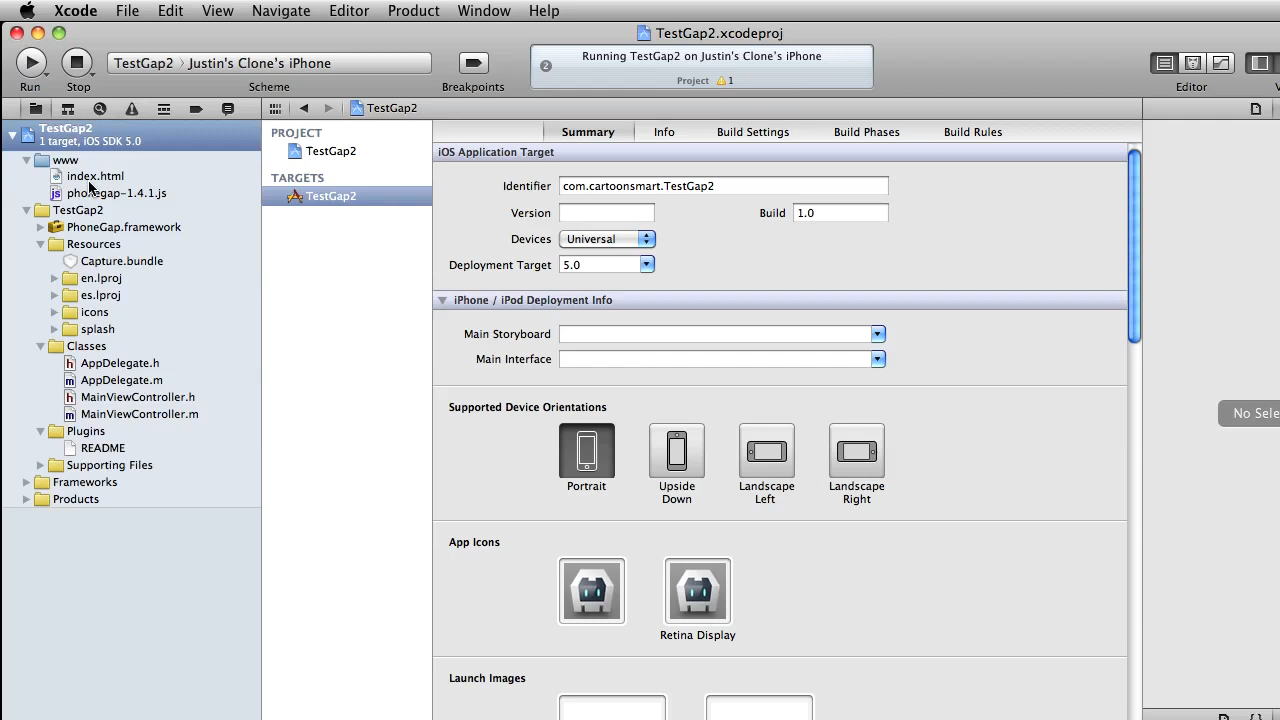 Xcode File Edit View Navigate Editor Product Window Help
TestGap2.xcodeproj
TestGap2 〉 Justin's Clone's iPhone
Run Stop Scheme Breakpoints
2
Running TestGap2 on Justin's Clone's iPhone
Project 1
Editor
TestGap2
1 target, iOS SDK 5.0
www
index.html
phonegap-1.4.1.js
TestGap2
PhoneGap.framework
Resources
Capture.bundle
en.lproj
es.lproj
icons
splash
Classes
AppDelegate.h
AppDelegate.m
MainViewController.h
MainViewController.m
Plugins
README
Supporting Files
Frameworks
Products
TestGap2
PROJECT
TestGap2
TARGETS
TestGap2
Summary Info Build Settings Build Phases Build Rules
iOS Application Target
Identifier com.cartoonsmart.TestGap2
Version Build 1.0
Devices Universal
Deployment Target 5.0
iPhone / iPod Deployment Info
Main Storyboard
Main Interface
Supported Device Orientations
Portrait
Upside Down
Landscape Left
Landscape Right
App Icons
Retina Display
Launch Images
No Sele